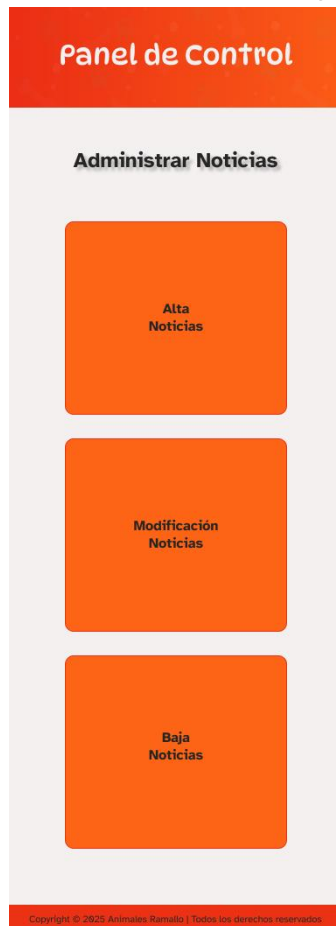 Panel de Control
Administrar Noticias
Alta
Noticias
Modificación
Noticias
Baja
Noticias
Copyright © 2025 Animales Ramallo | Todos los derechos reservados